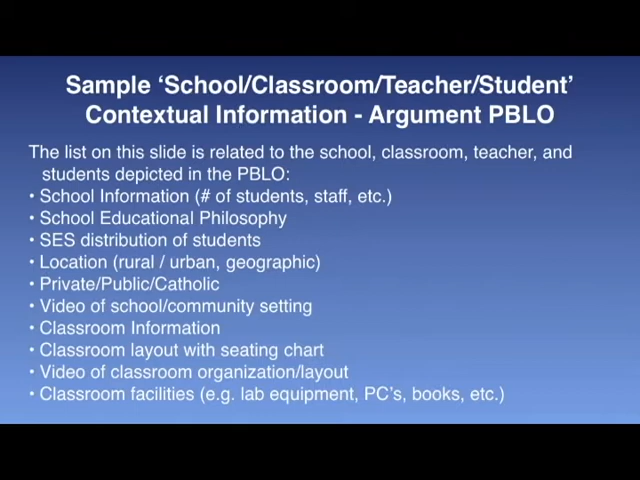 Sample ‘School/Classroom/Teacher/Student’
Contextual Information - Argument PBLO
The list on this slide is related to the school, classroom, teacher, and
students depicted in the PBLO:
• School Information (# of students, staff, etc.)
• School Educational Philosophy
• SES distribution of students
• Location (rural / urban, geographic)
• Private/Public/Catholic
• Video of school/community setting
• Classroom Information
• Classroom layout with seating chart
• Video of classroom organization/layout
• Classroom facilities (e.g. lab equipment, PC’s, books, etc.)